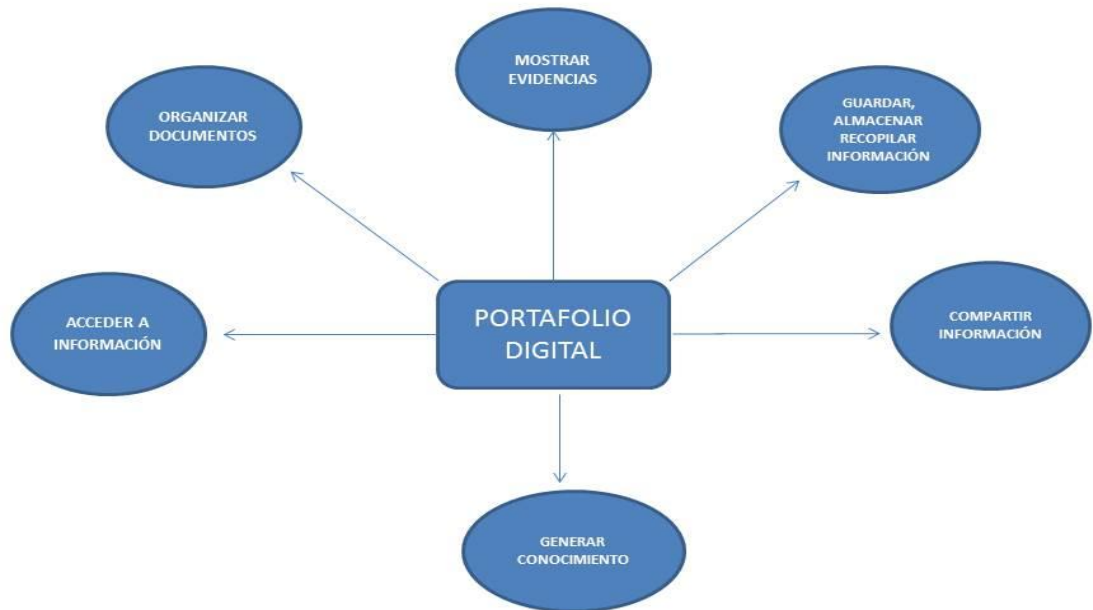 MOSTRAR
EVIDENCIAS
ORGANIZAR
DOCUMENTOS
GUARDAR,
ALMACENAR
RECOPILAR
INFORMACIÓN
ACCEDER A
INFORMACIÓN
PORTAFOLIO
DIGITAL
COMPARTIR
INFORMACIÓN
GENERAR
CONOCIMIENTO